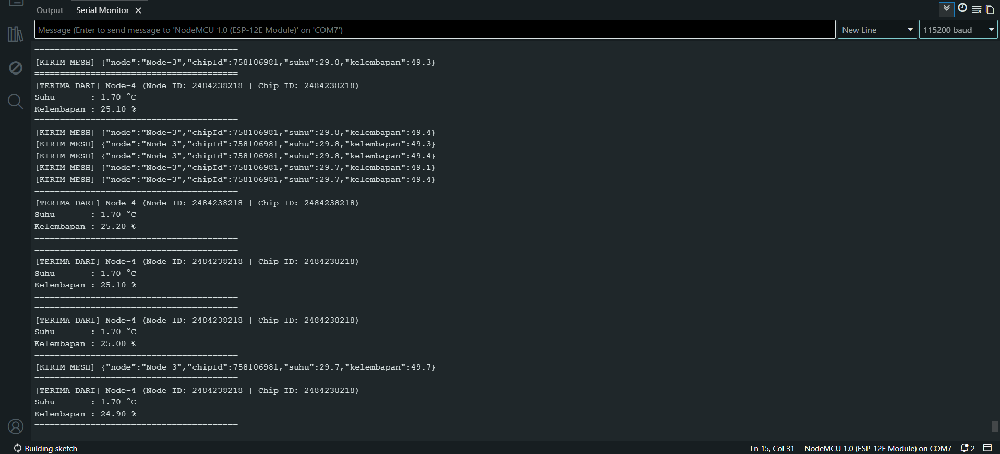 Output Serial Monitor
Message (Enter to send message to 'NodeMCU 1.0 (ESP-12E Module)' on 'COM7') New Line 115200 baud
========================================
[KIRIM MESH] {"node":"Node-3","chipId":758106981,"suhu":29.8,"kelembapan":49.3}
========================================
[TERIMA DARI] Node-4 (Node ID: 2484238218 | Chip ID: 2484238218)
Suhu       : 1.70 °C
Kelembapan : 25.10 %
========================================
[KIRIM MESH] {"node":"Node-3","chipId":758106981,"suhu":29.8,"kelembapan":49.4}
[KIRIM MESH] {"node":"Node-3","chipId":758106981,"suhu":29.8,"kelembapan":49.3}
[KIRIM MESH] {"node":"Node-3","chipId":758106981,"suhu":29.8,"kelembapan":49.4}
[KIRIM MESH] {"node":"Node-3","chipId":758106981,"suhu":29.7,"kelembapan":49.1}
[KIRIM MESH] {"node":"Node-3","chipId":758106981,"suhu":29.7,"kelembapan":49.4}
========================================
[TERIMA DARI] Node-4 (Node ID: 2484238218 | Chip ID: 2484238218)
Suhu       : 1.70 °C
Kelembapan : 25.20 %
========================================
========================================
[TERIMA DARI] Node-4 (Node ID: 2484238218 | Chip ID: 2484238218)
Suhu       : 1.70 °C
Kelembapan : 25.10 %
========================================
========================================
[TERIMA DARI] Node-4 (Node ID: 2484238218 | Chip ID: 2484238218)
Suhu       : 1.70 °C
Kelembapan : 25.00 %
========================================
[KIRIM MESH] {"node":"Node-3","chipId":758106981,"suhu":29.7,"kelembapan":49.7}
========================================
[TERIMA DARI] Node-4 (Node ID: 2484238218 | Chip ID: 2484238218)
Suhu       : 1.70 °C
Kelembapan : 24.90 %
========================================
Building sketch Ln 15, Col 31 NodeMCU 1.0 (ESP-12E Module) on COM7 2